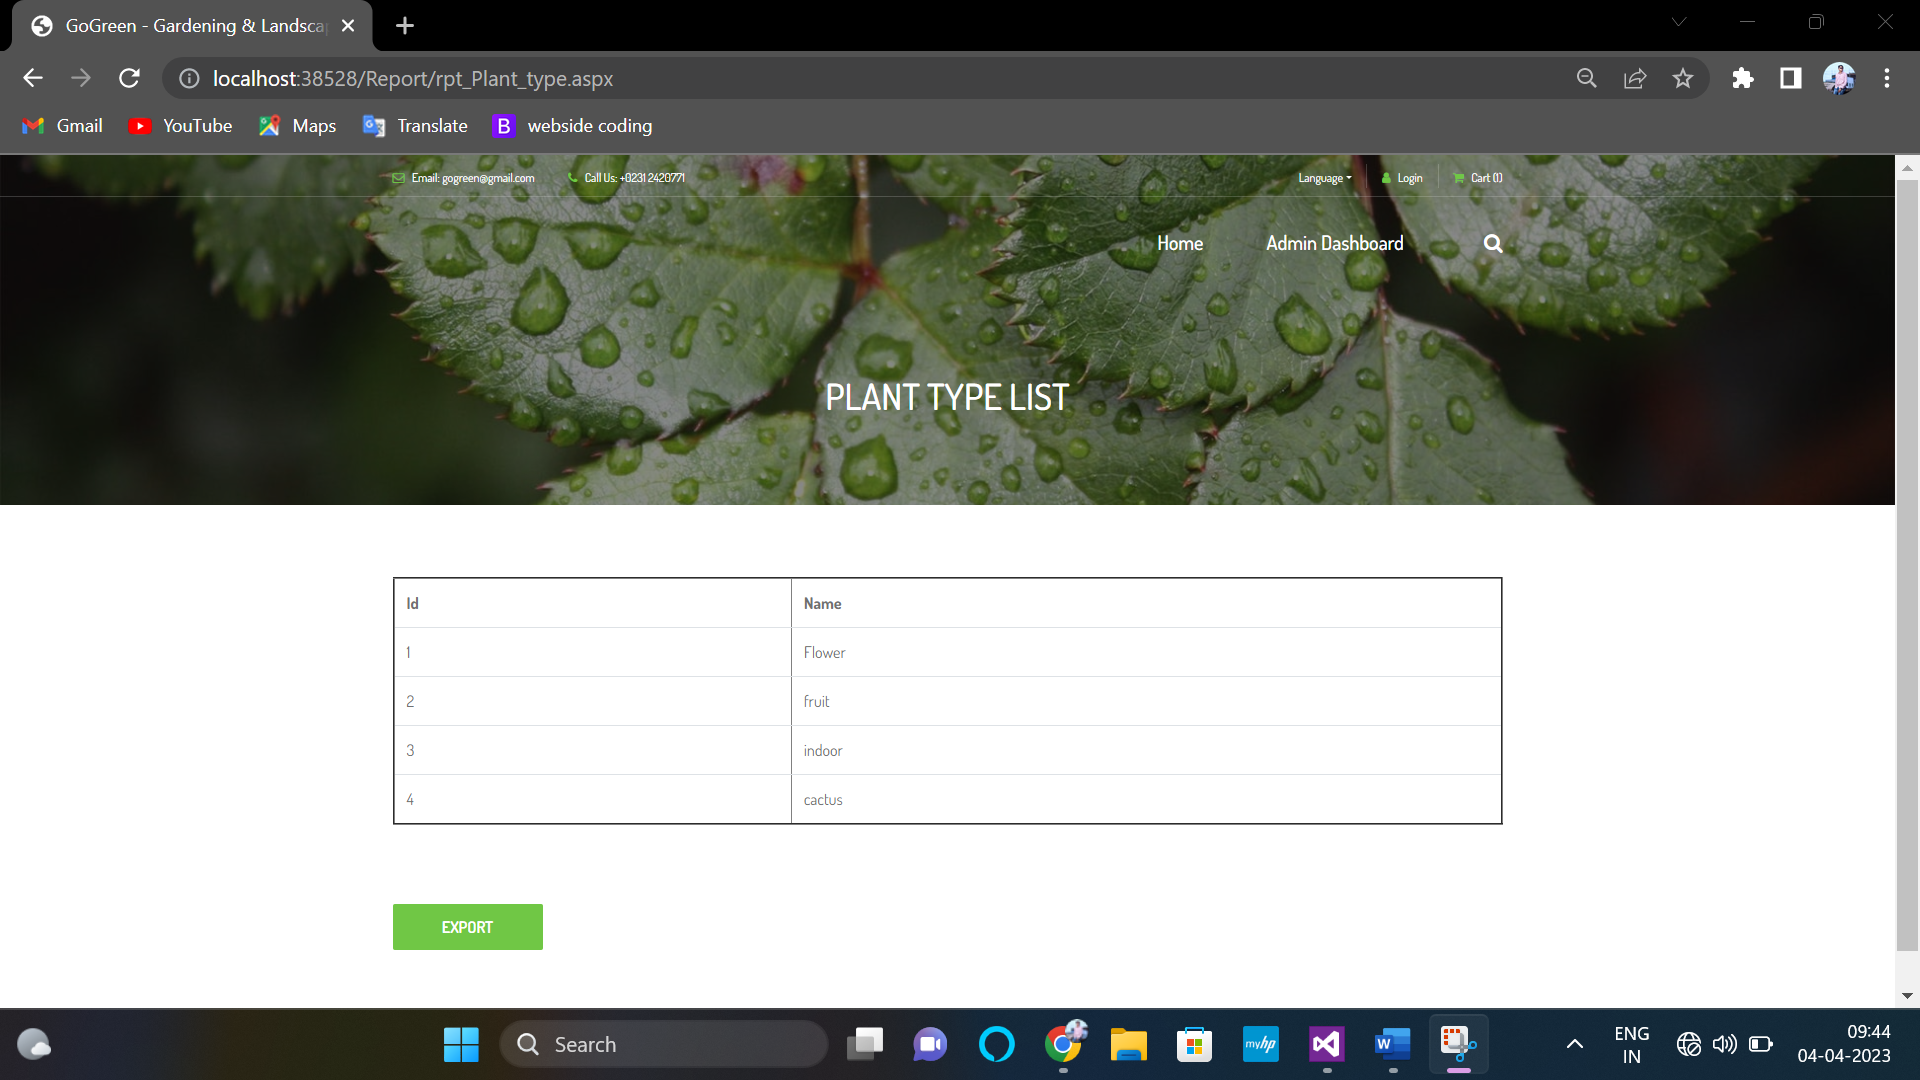 GoGreen - Gardening & Landsca
localhost:38528/Report/rpt_Plant_type.aspx
Gmail YouTube Maps Translate B webside coding
Email: gogreen@gmail.com Call Us: +0231 2420771 Language Login Cart (1)
Home Admin Dashboard
PLANT TYPE LIST
Id Name
1 Flower
2 fruit
3 indoor
4 cactus
EXPORT
Search myhp W ENG IN 09:44 04-04-2023